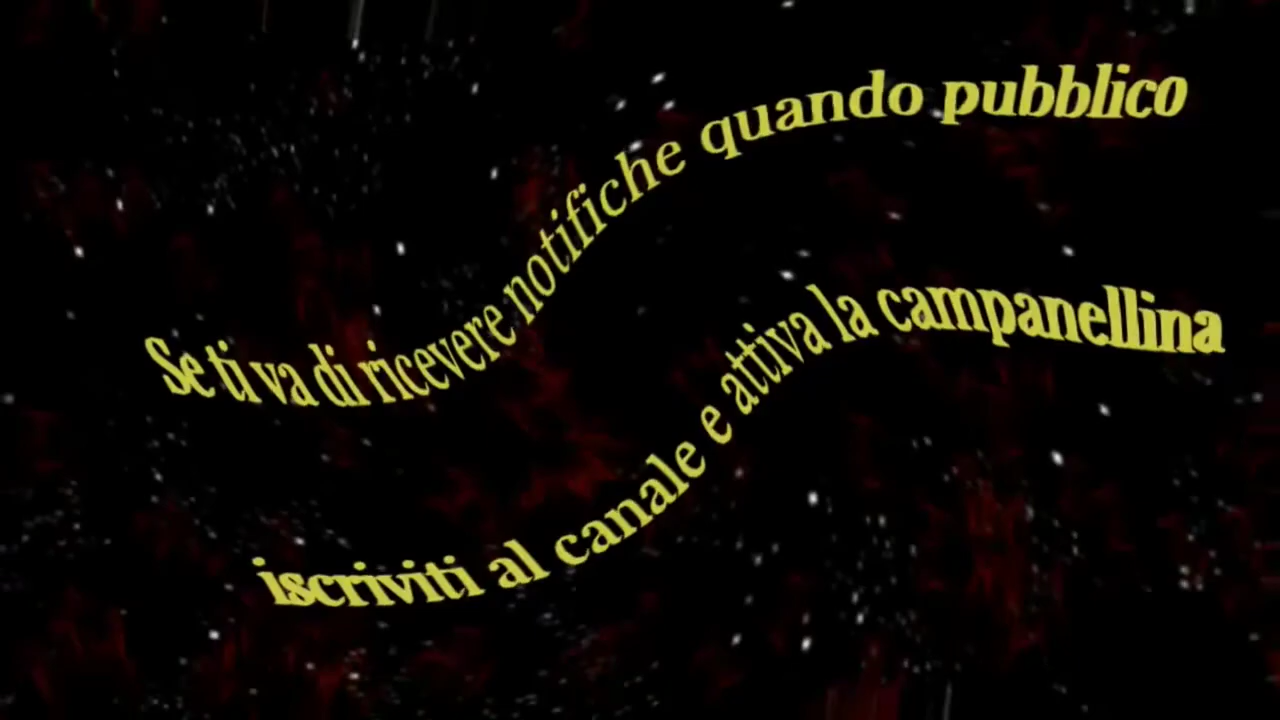 Se ti va di ricevere notifiche quando pubblico
iscriviti al canale e attiva la campanellina